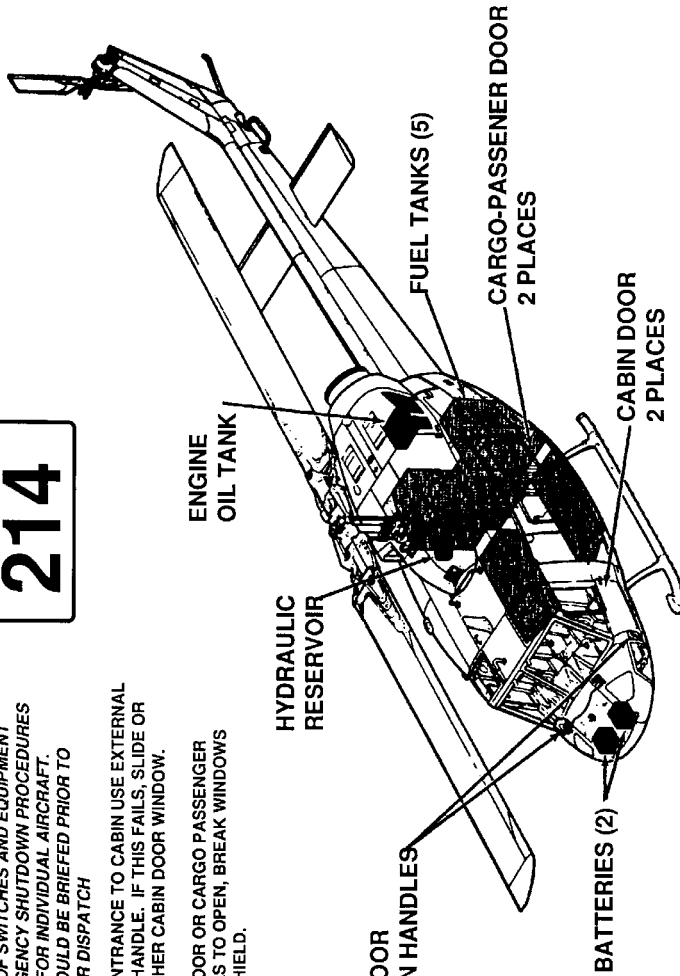 214
OF SWITCHES AND EQUIPMENT
GENCY SHUTDOWN PROCEDURES
FOR INDIVIDUAL AIRCRAFT.
OULD BE BRIEFED PRIOR TO
R DISPATCH
NTRANCE TO CABIN USE EXTERNAL
HANDLE. IF THIS FAILS, SLIDE OR
HER CABIN DOOR WINDOW.
OOR OR CARGO PASSENGER
S TO OPEN, BREAK WINDOWS
HIELD.
ENGINE
OIL TANK
HYDRAULIC
RESERVOIR
FUEL TANKS (5)
CARGO-PASSENER DOOR
2 PLACES
CABIN DOOR
2 PLACES
OOR
N HANDLES
BATTERIES (2)